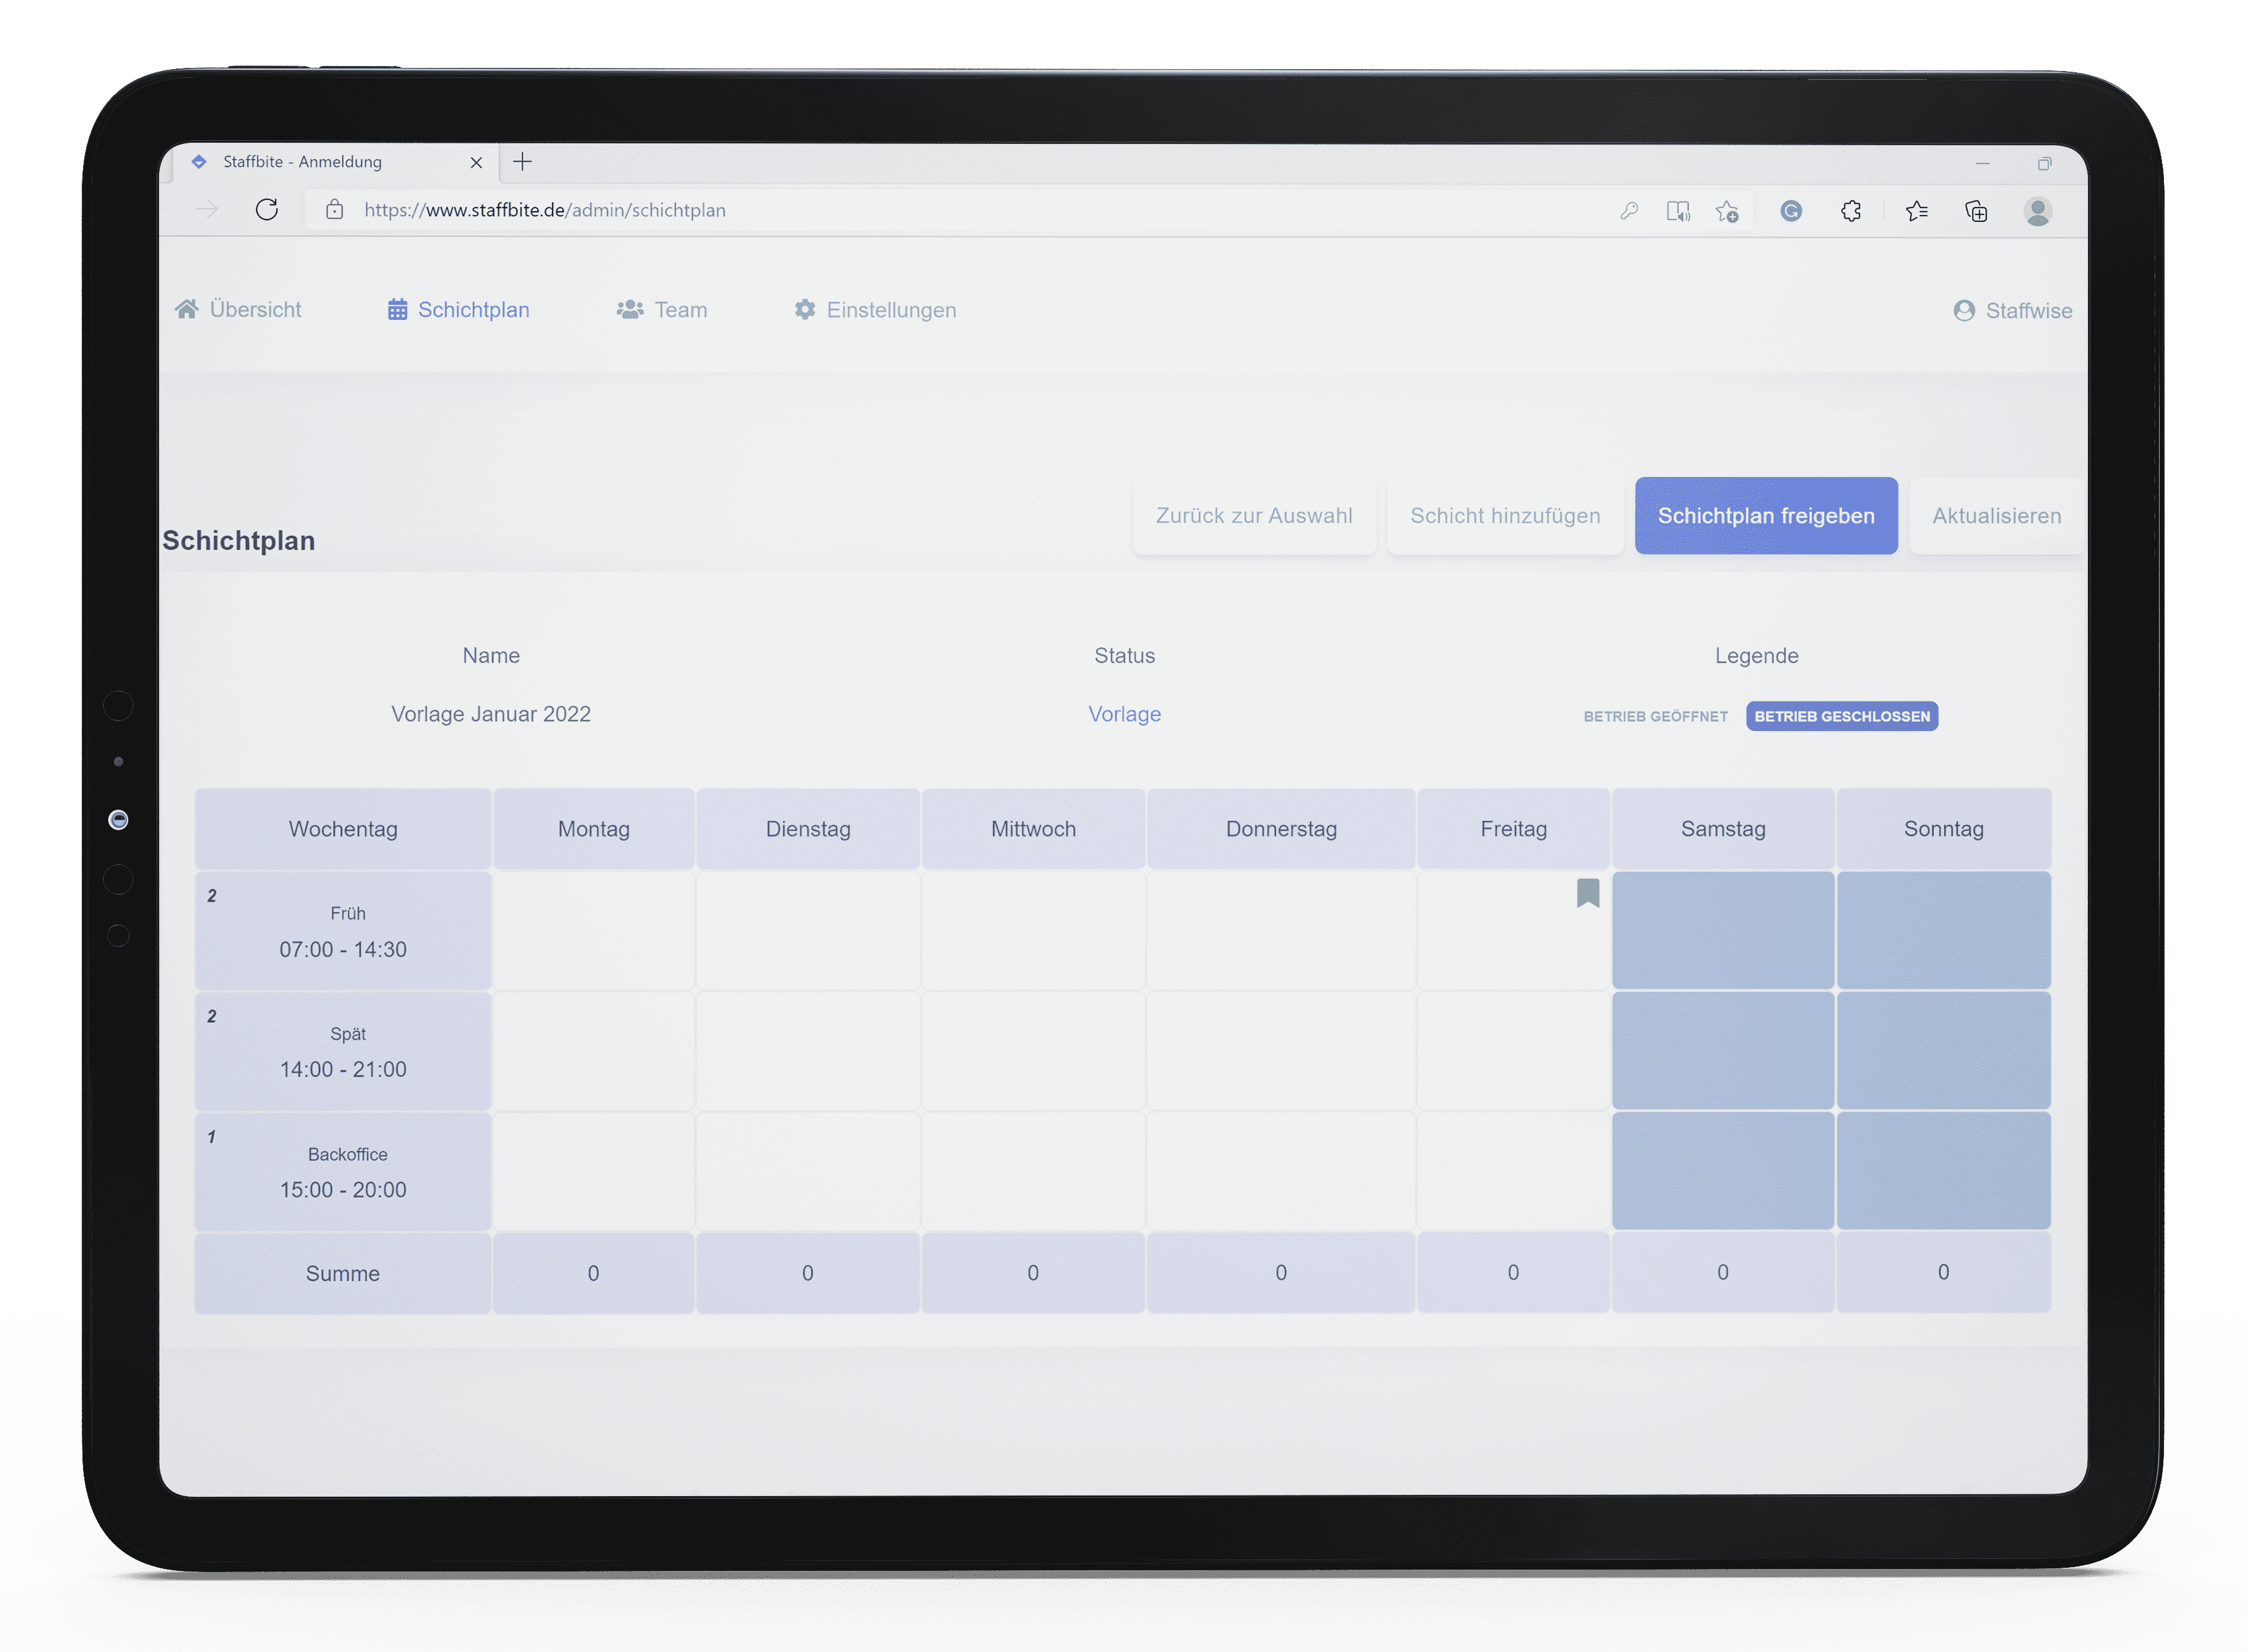 Staffbite - Anmeldung
https://www.staffbite.de/admin/schichtplan
Übersicht Schichtplan Team Einstellungen Staffwise
Zurück zur Auswahl Schicht hinzufügen Schichtplan freigeben Aktualisieren
Schichtplan
Name Status Legende
Vorlage Januar 2022 Vorlage BETRIEB GEÖFFNET BETRIEB GESCHLOSSEN
Wochentag Montag Dienstag Mittwoch Donnerstag Freitag Samstag Sonntag
2
Früh
07:00 - 14:30
2
Spät
14:00 - 21:00
1
Backoffice
15:00 - 20:00
Summe 0 0 0 0 0 0 0